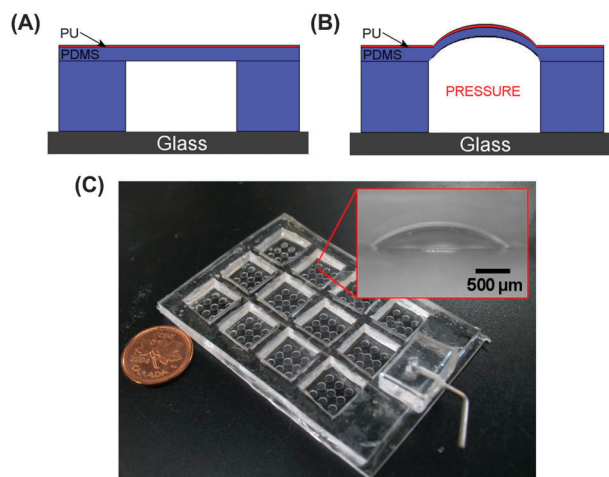 (A)
PU
PDMS
Glass
(B)
PU
PDMS
PRESSURE
Glass
(C)
500 µm
CANADA